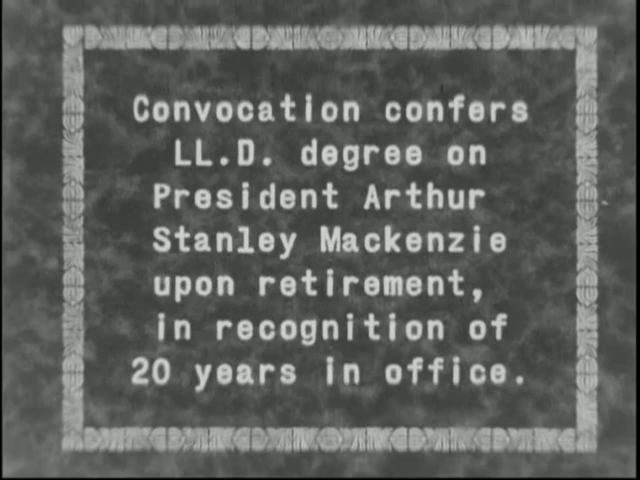 Convocation confers
LL.D. degree on
President Arthur
Stanley Mackenzie
upon retirement,
in recognition of
20 years in office.